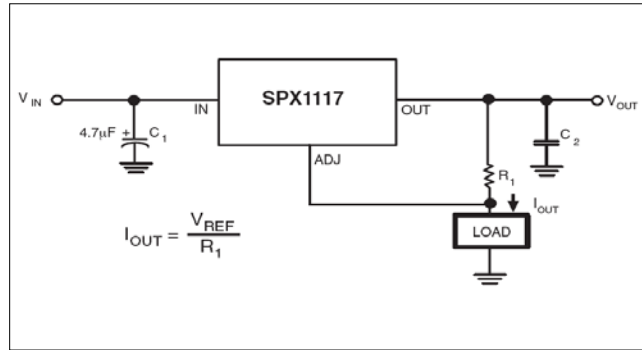 SPX1117
V IN
IN
OUT
V OUT
4.7µF + C 1
ADJ
C 2
R 1
I OUT
I OUT = V REF / R 1
LOAD